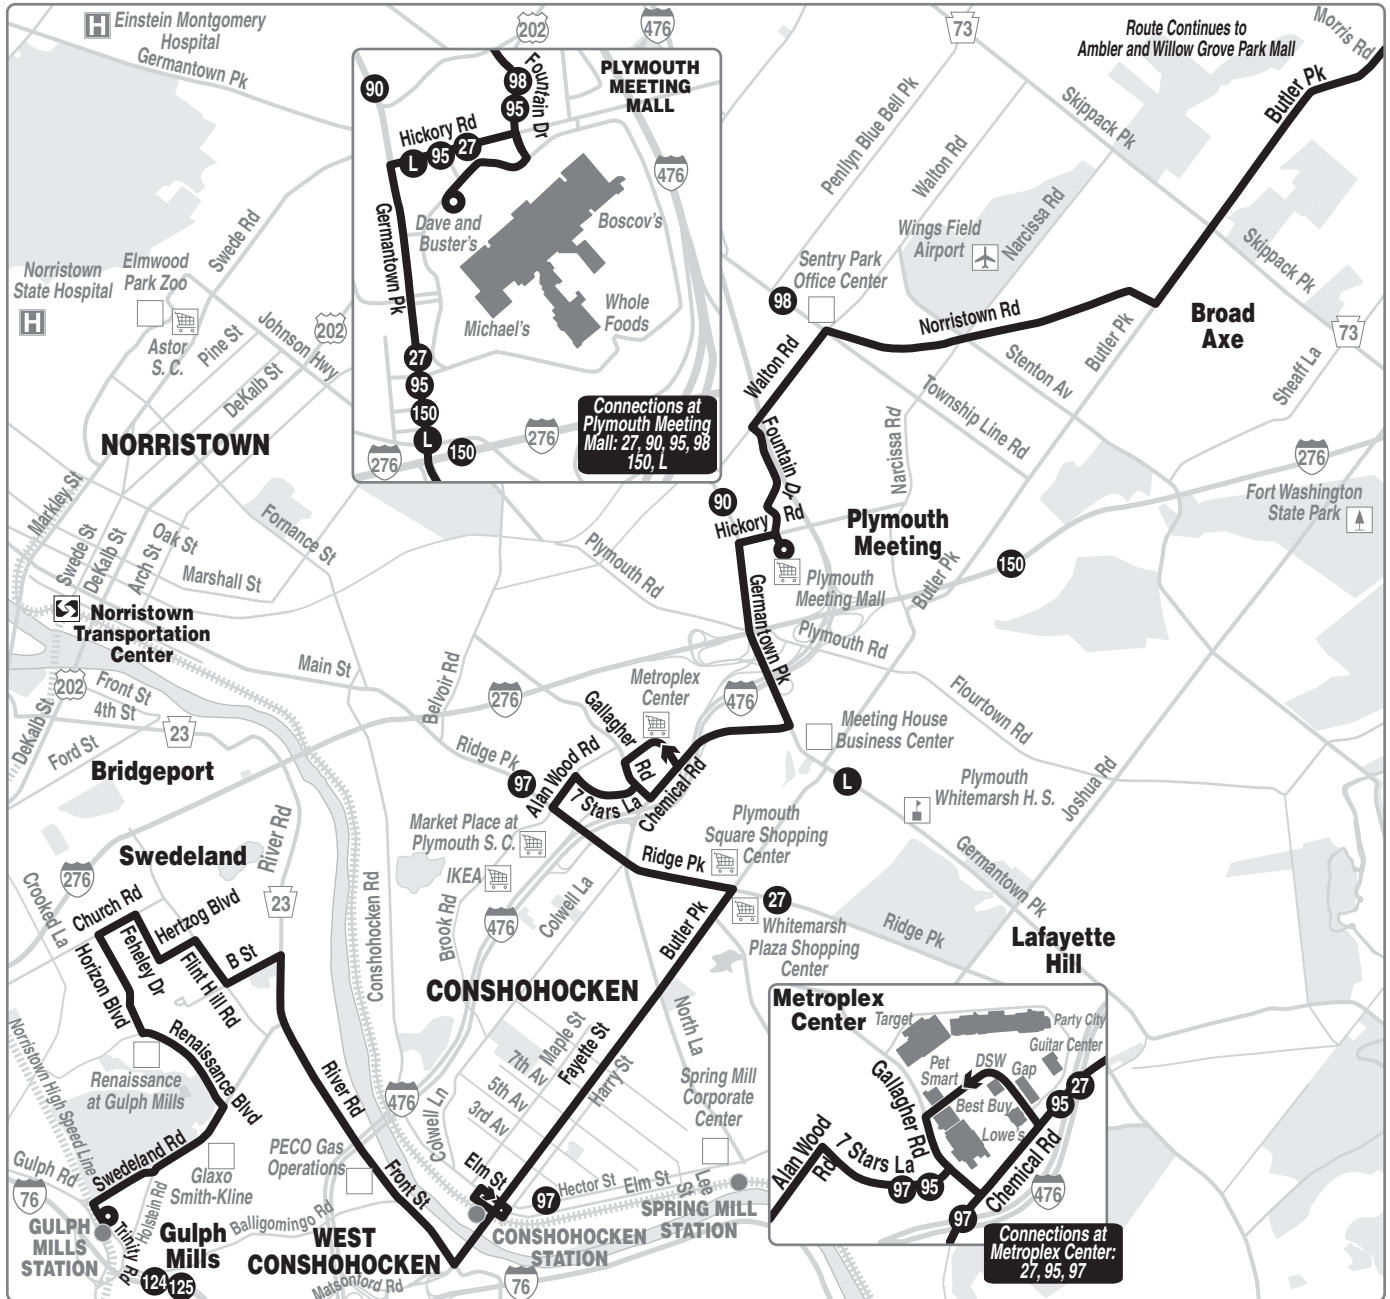 Einstein Montgomery
Hospital
Germantown Pk
202
476
73
Route Continues to
Ambler and Willow Grove Park Mall
Morris Rd
Butler Pk
Skippack Pk
Penllyn Blue Bell Pk
Walton Rd
Narcissa Rd
Wings Field
Airport
Sentry Park
Office Center
98
Norristown Rd
Skippack Pk
Broad
Axe
73
Sheaff La
Butler Pk
Stenton Av
Township Line Rd
Walton Rd
Fountain Dr
Narcissa Rd
276
Fort Washington
State Park
H
90
98
95
Fountain Dr
PLYMOUTH
MEETING
MALL
Hickory Rd
L
95
27
476
Germantown Pk
Dave and
Buster's
Boscov's
Michael's
Whole
Foods
27
95
150
L
150
276
276
Connections at
Plymouth Meeting
Mall: 27, 90, 95, 98
150, L
Norristown
State Hospital
H
Elmwood
Park Zoo
Swede Rd
Astor
S. C.
Pine St
Johnson Hwy
202
DeKalb St
NORRISTOWN
Markley St
Swede St
DeKalb St
Arch St
Oak St
Marshall St
Fornance St
Norristown
Transportation
Center
Main St
202
Front St
4th St
DeKalb St
Ford St
23
Bridgeport
90
Hickory Rd
Plymouth
Meeting
150
Plymouth Rd
Plymouth
Meeting Mall
Butler Pk
Germantown Pk
Plymouth Rd
Belvoir Rd
276
Metroplex
Center
476
Gallagher
Rd
Ridge Pk
97
Alan Wood Rd
7 Stars La
Chemical Rd
Meeting House
Business Center
Flourtown Rd
L
Plymouth
Whitemarsh H. S.
Joshua Rd
Market Place at
Plymouth S. C.
IKEA
Plymouth
Square Shopping
Center
Ridge Pk
Germantown Pk
27
Whitemarsh
Plaza Shopping
Center
Ridge Pk
Lafayette
Hill
Swedeland
River Rd
276
Crooked La
23
Church Rd
Hertzog Blvd
Feheley Dr
Flint Hill Rd
B St
Horizon Blvd
Conshohocken Rd
Brook Rd
476
Colwell La
Butler Pk
CONSHOHOCKEN
Renaissance Blvd
Renaissance
at Gulph Mills
Norristown High Speed Line
River Rd
476
Colwell Ln
7th Av
5th Av
3rd Av
Maple St
Fayette St
Harry St
North La
Spring Mill
Corporate
Center
Swedeland Rd
Gulph Rd
76
Glaxo
Smith-Kline
PECO Gas
Operations
Front St
Elm St
97
Hector St
Elm St
Lee
St
SPRING MILL
STATION
CONSHOHOCKEN
STATION
GULPH
MILLS
STATION
Trinity Rd
Holstein Rd
Gulph
Mills
124
125
Balligomingo Rd
WEST
CONSHOHOCKEN
Matsonford Rd
76
Metroplex
Center
Target
Party City
Guitar Center
Pet
Smart
DSW
Gap
Best Buy
Lowe's
Gallagher Rd
27
95
Alan Wood
Rd
7 Stars La
97
95
Chemical Rd
476
97
Connections at
Metroplex Center:
27, 95, 97